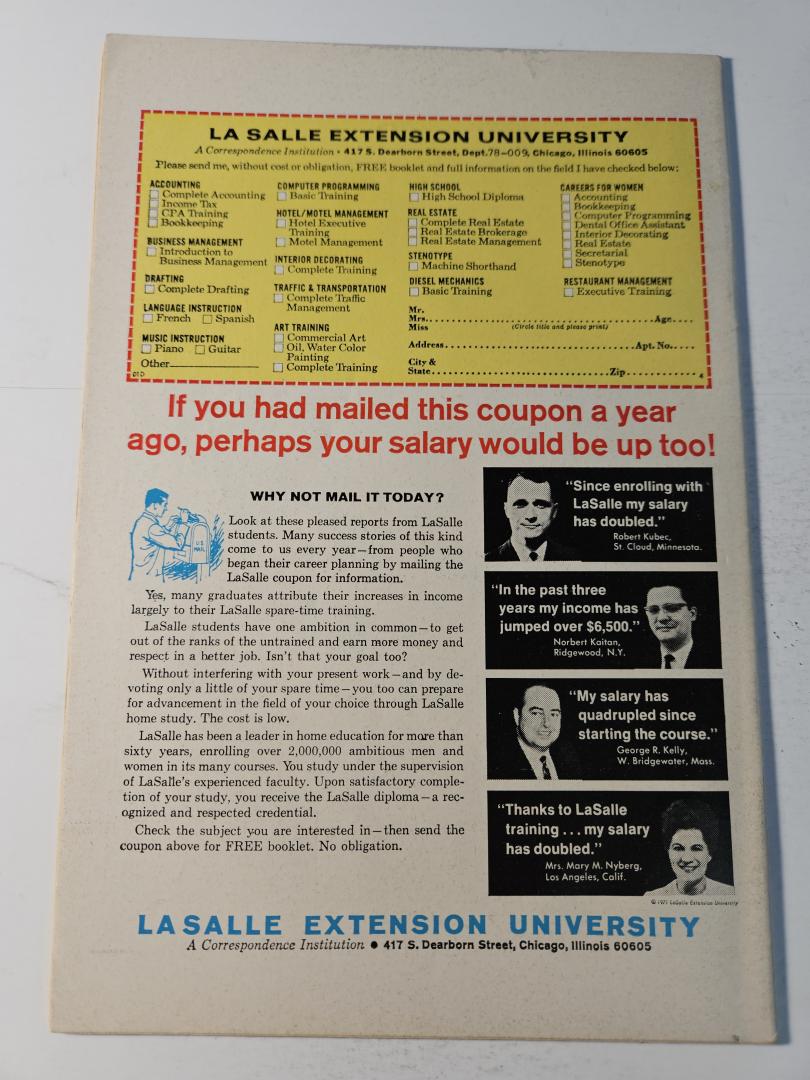 LA SALLE EXTENSION UNIVERSITY
A Correspondence Institution • 417 S. Dearborn Street, Dept. 78-009, Chicago, Illinois 60605
Please send me, without cost or obligation, FREE booklet and full information on the field I have checked below:
ACCOUNTING
Complete Accounting
Income Tax
CPA Training
Bookkeeping
BUSINESS MANAGEMENT
Introduction to
Business Management
DRAFTING
Complete Drafting
LANGUAGE INSTRUCTION
French Spanish
MUSIC INSTRUCTION
Piano Guitar
Other
01D
COMPUTER PROGRAMMING
Basic Training
HOTEL/MOTEL MANAGEMENT
Hotel Executive
Training
Motel Management
INTERIOR DECORATING
Complete Training
TRAFFIC & TRANSPORTATION
Complete Traffic
Management
ART TRAINING
Commercial Art
Oil, Water Color
Painting
Complete Training
HIGH SCHOOL
High School Diploma
REAL ESTATE
Complete Real Estate
Real Estate Brokerage
Real Estate Management
STENOTYPE
Machine Shorthand
DIESEL MECHANICS
Basic Training
CAREERS FOR WOMEN
Accounting
Bookkeeping
Computer Programming
Dental Office Assistant
Interior Decorating
Real Estate
Secretarial
Stenotype
RESTAURANT MANAGEMENT
Executive Training
Mr.
Mrs. Age
Miss (Circle title and please print)
Address Apt. No.
City &
State Zip 4
If you had mailed this coupon a year
ago, perhaps your salary would be up too!
WHY NOT MAIL IT TODAY?
U.S.
MAIL
Look at these pleased reports from LaSalle
students. Many success stories of this kind
come to us every year—from people who
began their career planning by mailing the
LaSalle coupon for information.
Yes, many graduates attribute their increases in income
largely to their LaSalle spare-time training.
LaSalle students have one ambition in common—to get
out of the ranks of the untrained and earn more money and
respect in a better job. Isn't that your goal too?
Without interfering with your present work—and by de-
voting only a little of your spare time—you too can prepare
for advancement in the field of your choice through LaSalle
home study. The cost is low.
LaSalle has been a leader in home education for more than
sixty years, enrolling over 2,000,000 ambitious men and
women in its many courses. You study under the supervision
of LaSalle's experienced faculty. Upon satisfactory comple-
tion of your study, you receive the LaSalle diploma—a rec-
ognized and respected credential.
Check the subject you are interested in—then send the
coupon above for FREE booklet. No obligation.
"Since enrolling with
LaSalle my salary
has doubled."
Robert Kubec,
St. Cloud, Minnesota.
"In the past three
years my income has
jumped over $6,500."
Norbert Kaitan,
Ridgewood, N.Y.
"My salary has
quadrupled since
starting the course."
George R. Kelly,
W. Bridgewater, Mass.
"Thanks to LaSalle
training . . . my salary
has doubled."
Mrs. Mary M. Nyberg,
Los Angeles, Calif.
© 1971 LaSalle Extension University
LA SALLE EXTENSION UNIVERSITY
A Correspondence Institution • 417 S. Dearborn Street, Chicago, Illinois 60605